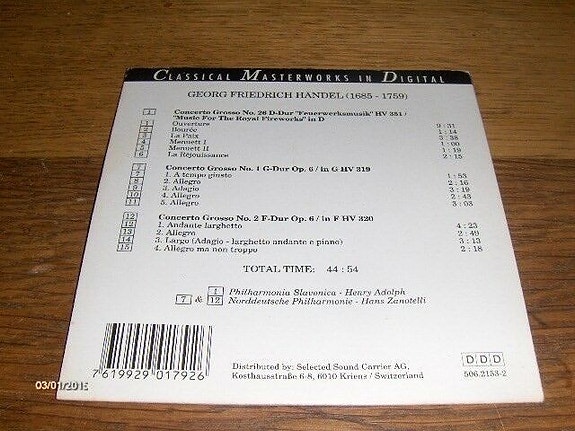 CLASSICAL MASTERWORKS IN DIGITAL
GEORG FRIEDRICH HÄNDEL (1685 - 1759)
1 Concerto Grosso No. 26 D-Dur "Feuerwerksmusik" HV 351 /
"Music For The Royal Fireworks" in D
1 Ouverture 9 : 31
2 Bourée 1 : 14
3 La Paix 3 : 38
4 Menuett I 1 : 00
5 Menuett II 1 : 19
6 La Réjouissance 2 : 15
7 Concerto Grosso No. 1 G-Dur Op. 6 / in G HV 319
7 1. A tempo giusto 1 : 53
8 2. Allegro 2 : 16
9 3. Adagio 3 : 19
10 4. Allegro 2 : 43
11 5. Allegro 3 : 03
12 Concerto Grosso No. 2 F-Dur Op. 6 / in F HV 320
12 1. Andante larghetto 4 : 23
13 2. Allegro 2 : 49
14 3. Largo (Adagio - larghetto andante e piano) 3 : 13
15 4. Allegro ma non troppo 2 : 18
TOTAL TIME: 44 : 54
1 Philharmonia Slavonica - Henry Adolph
7 & 12 Norddeutsche Philharmonie - Hans Zanotelli
7 619929 017926
Distributed by: Selected Sound Carrier AG,
Kosthausstraße 6-8, 6010 Kriens / Switzerland
D D D
506.2153-2
03/01/2015